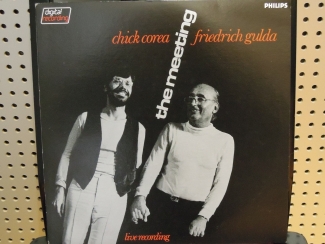 digital
recording
PHILIPS
chick corea
friedrich gulda
the meeting
live recording